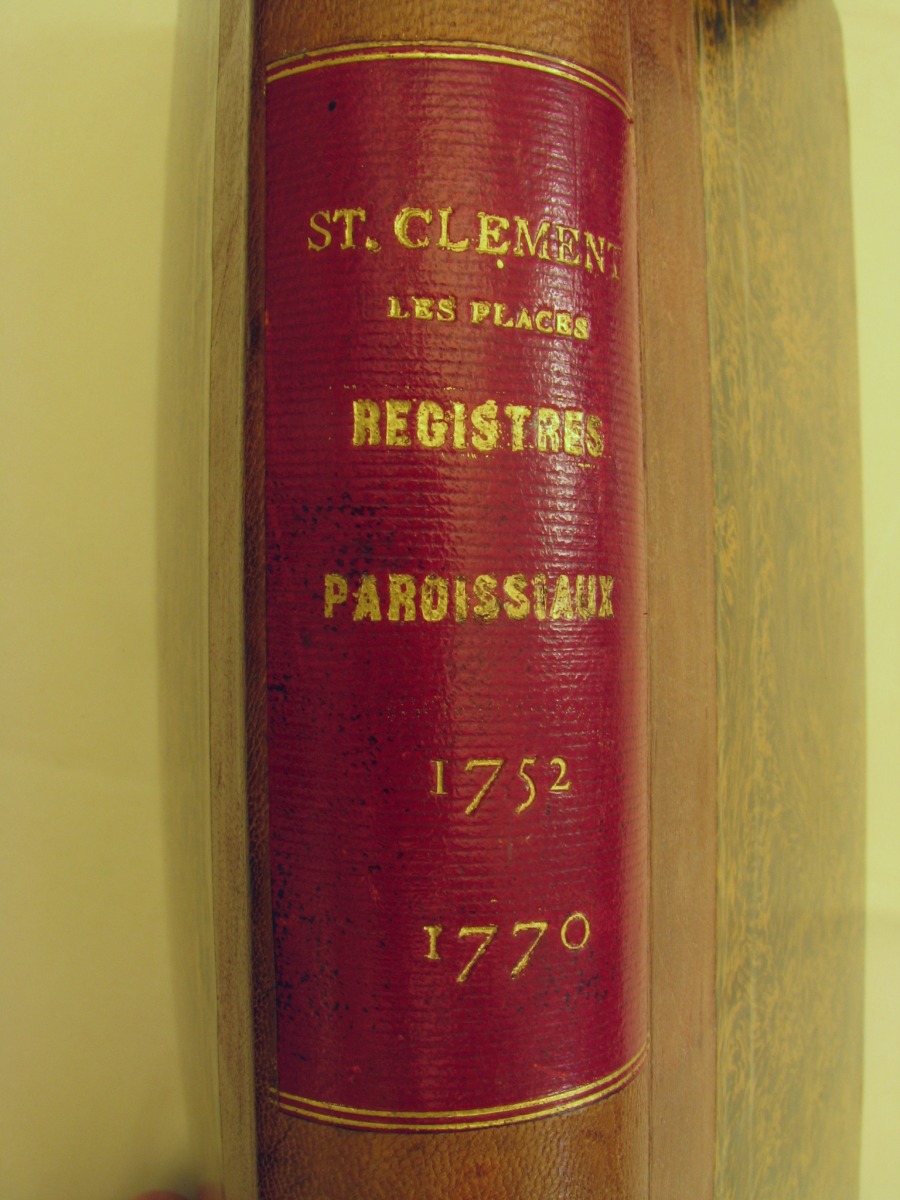 ST. CLEMENT
LES PLACES
REGISTRES
PAROISSIAUX
1752
1770